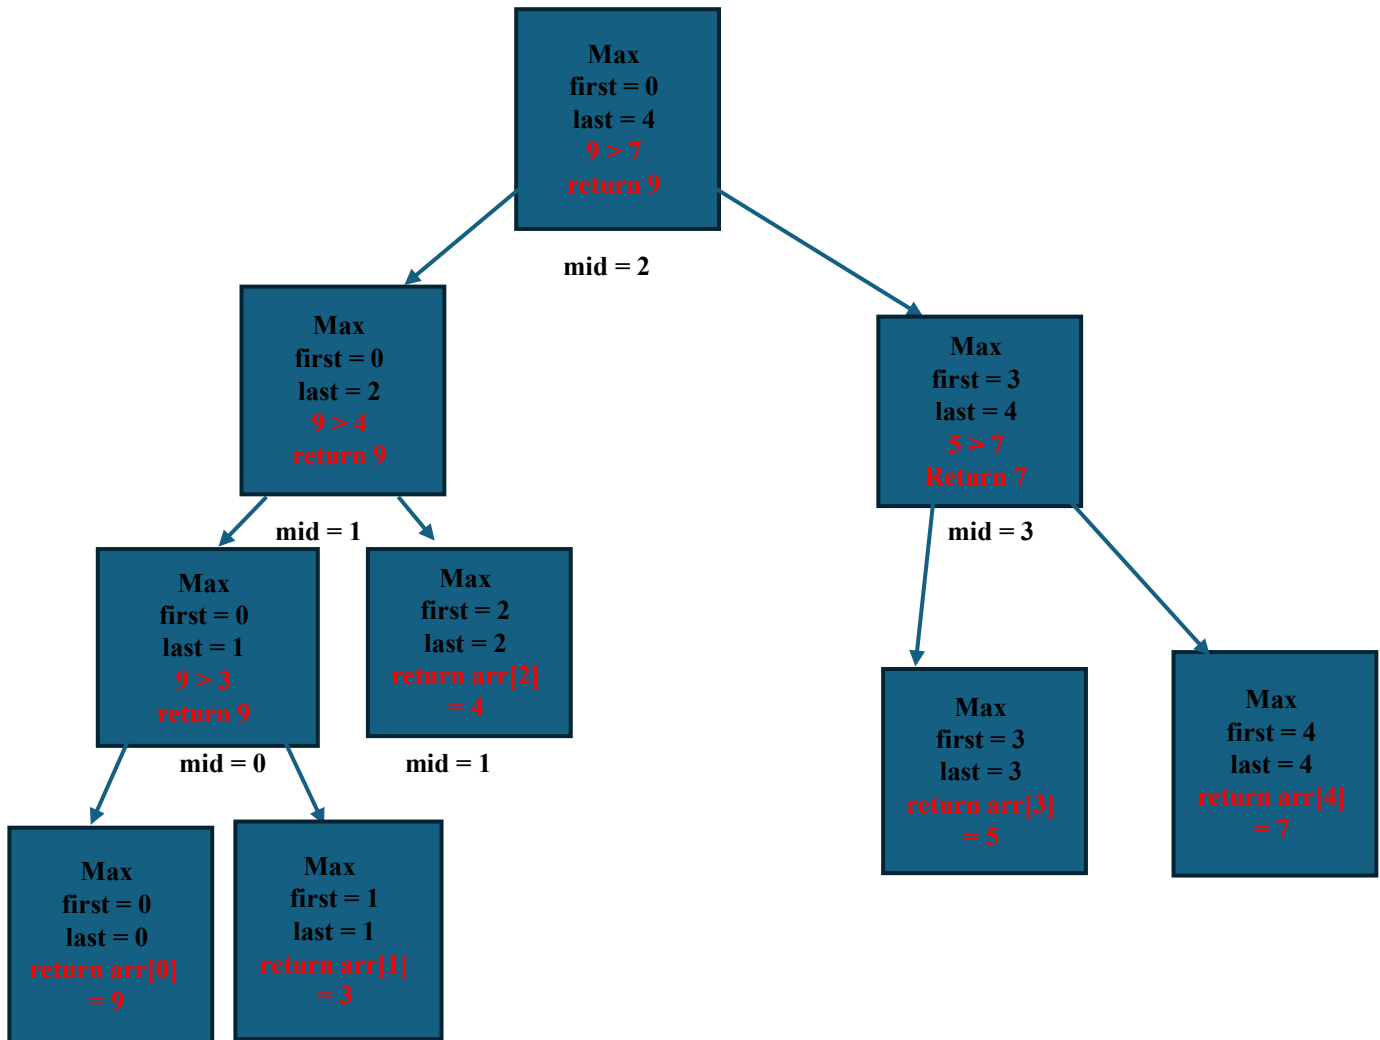 Max
first = 0
last = 4
9 > 7
return 9
mid = 2
Max
first = 0
last = 2
9 > 4
return 9
Max
first = 3
last = 4
5 > 7
Return 7
mid = 1
mid = 3
Max
first = 0
last = 1
9 > 3
return 9
Max
first = 2
last = 2
return arr[2]
= 4
mid = 0
mid = 1
Max
first = 3
last = 3
return arr[3]
= 5
Max
first = 4
last = 4
return arr[4]
= 7
Max
first = 0
last = 0
return arr[0]
= 9
Max
first = 1
last = 1
return arr[1]
= 3